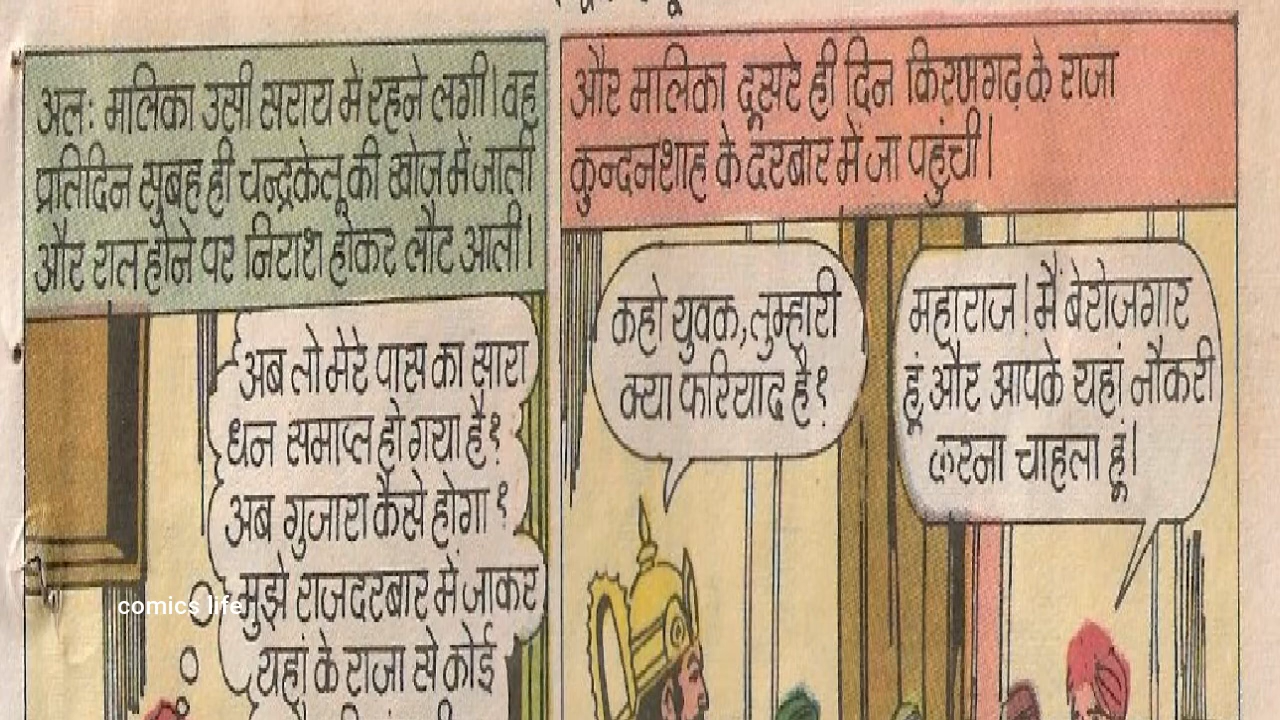 अतः मलिका उसी सराय में रहने लगी। वह
प्रतिदिन सुबह ही चन्द्रकेतू की खोज में जाती
और रात होने पर निराश होकर लौट आती।
अब तो मेरे पास का सारा
धन समाप्त हो गया है?
अब गुजारा कैसे होगा?
मुझे राजदरबार में जाकर
यहां के राजा से कोई
और मलिका दूसरे ही दिन किरणगढ़ के राजा
कुन्दनशाह के दरबार में जा पहुंची।
कहो युवक, तुम्हारी
क्या फरियाद है?
महाराज! मैं बेरोजगार
हूं और आपके यहां नौकरी
करना चाहता हूं।
comics life